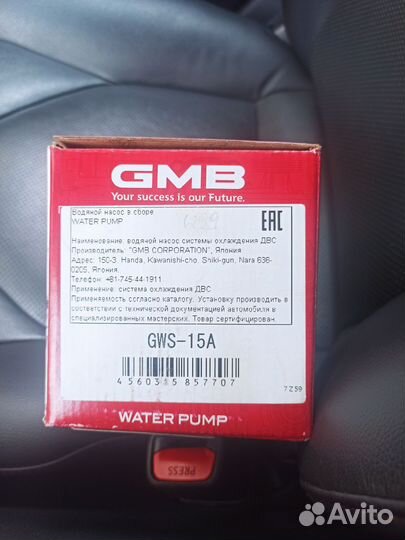 GMB
Your success is our Future.
Водяной насос в сборе
WATER PUMP
EAC
Наименование: водяной насос системы охлаждения ДВС
Производитель: "GMB CORPORATION", Япония
Адрес: 150-3, Handa, Kawanishi-cho, Shiki-gun, Nara 636-
0205, Япония.
Телефон: +81-745-44-1911
Применение: система охлаждения ДВС
Применяемость согласно каталогу. Установку производить в
соответствии с технической документацией автомобиля в
специализированных мастерских. Товар сертифицирован.
GWS-15A
4560315857707
7Z59
WATER PUMP
PRESS
Avito